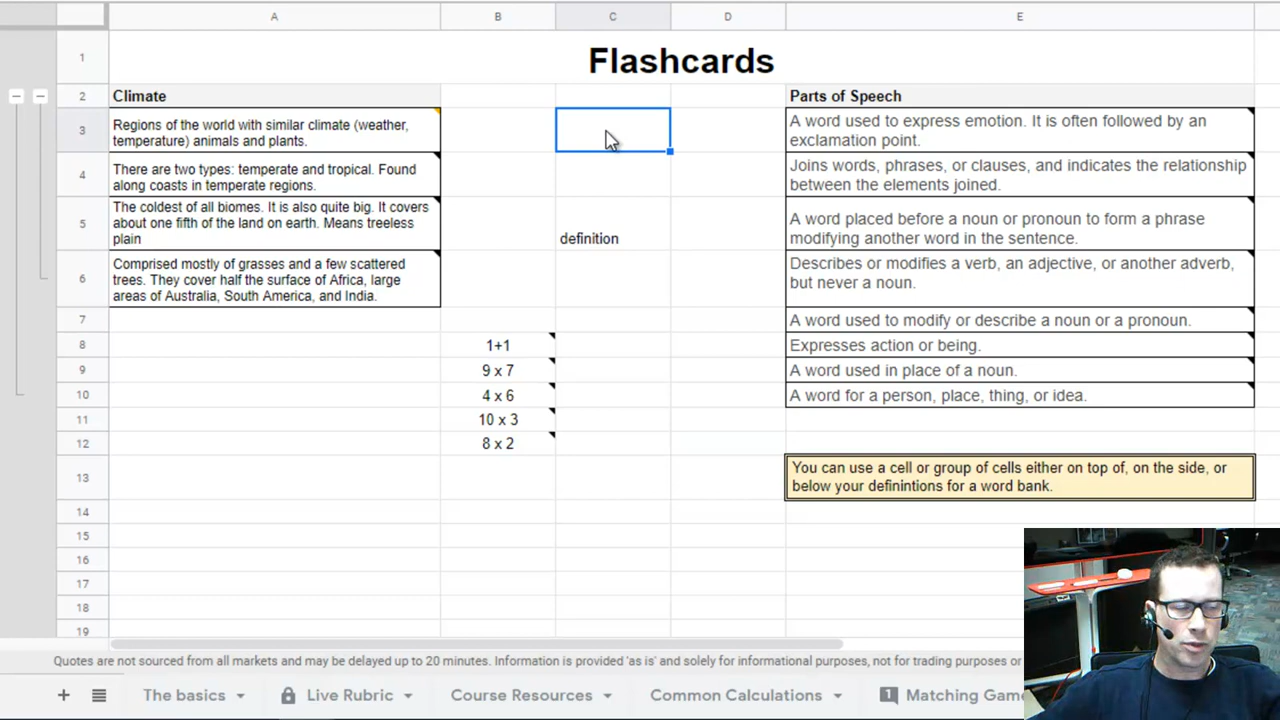 A B C D E
1 Flashcards
2 Climate Parts of Speech
3 Regions of the world with similar climate (weather,
temperature) animals and plants.
A word used to express emotion. It is often followed by an
exclamation point.
4 There are two types: temperate and tropical. Found
along coasts in temperate regions.
Joins words, phrases, or clauses, and indicates the relationship
between the elements joined.
5 The coldest of all biomes. It is also quite big. It covers
about one fifth of the land on earth. Means treeless
plain
definition
A word placed before a noun or pronoun to form a phrase
modifying another word in the sentence.
6 Comprised mostly of grasses and a few scattered
trees. They cover half the surface of Africa, large
areas of Australia, South America, and India.
Describes or modifies a verb, an adjective, or another adverb,
but never a noun.
7 A word used to modify or describe a noun or a pronoun.
8 1+1 Expresses action or being.
9 9 x 7 A word used in place of a noun.
10 4 x 6 A word for a person, place, thing, or idea.
11 10 x 3
12 8 x 2
13 You can use a cell or group of cells either on top of, on the side, or
below your definintions for a word bank.
14
15
16
17
18
19
Quotes are not sourced from all markets and may be delayed up to 20 minutes. Information is provided 'as is' and solely for informational purposes, not for trading purposes or
The basics Live Rubric Course Resources Common Calculations 1 Matching Game